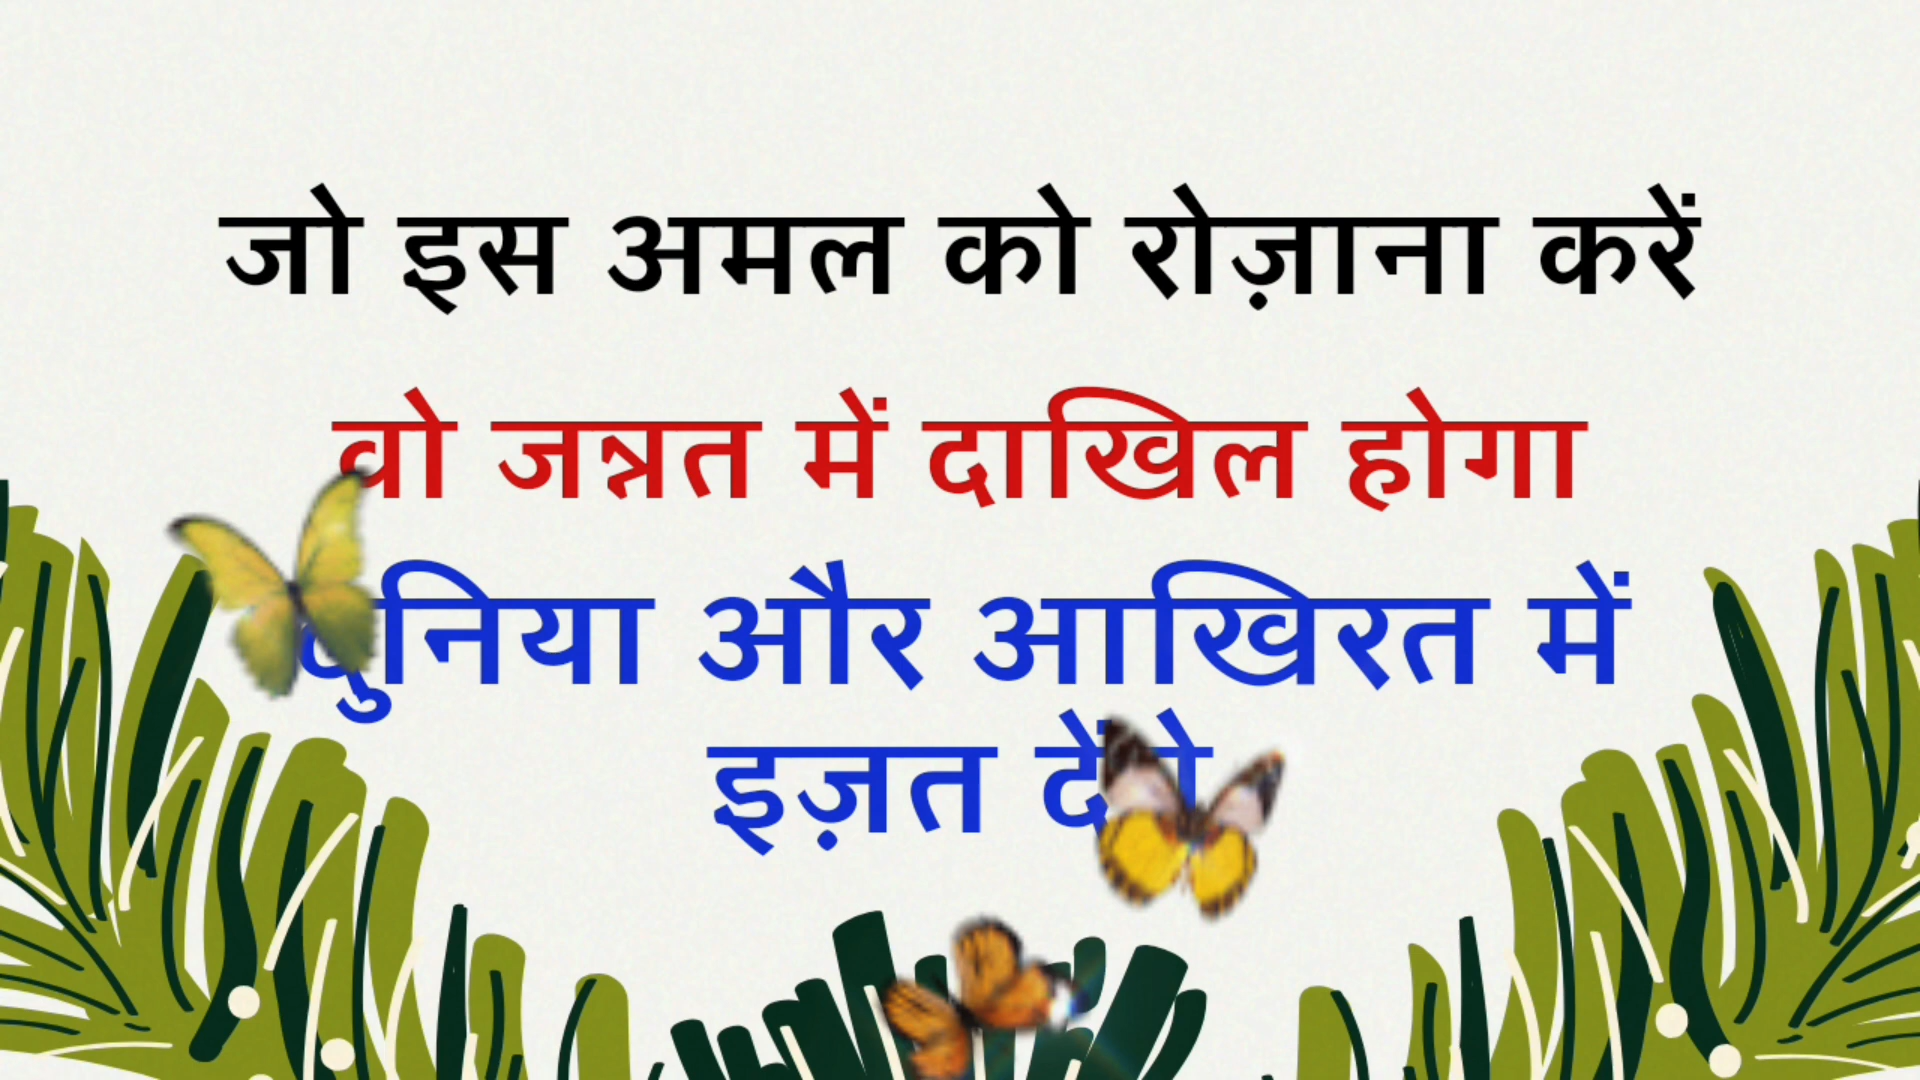 जो इस अमल को रोज़ाना करें
वो जन्नत में दाखिल होगा
दुनिया और आखिरत में
इज़त देंगे